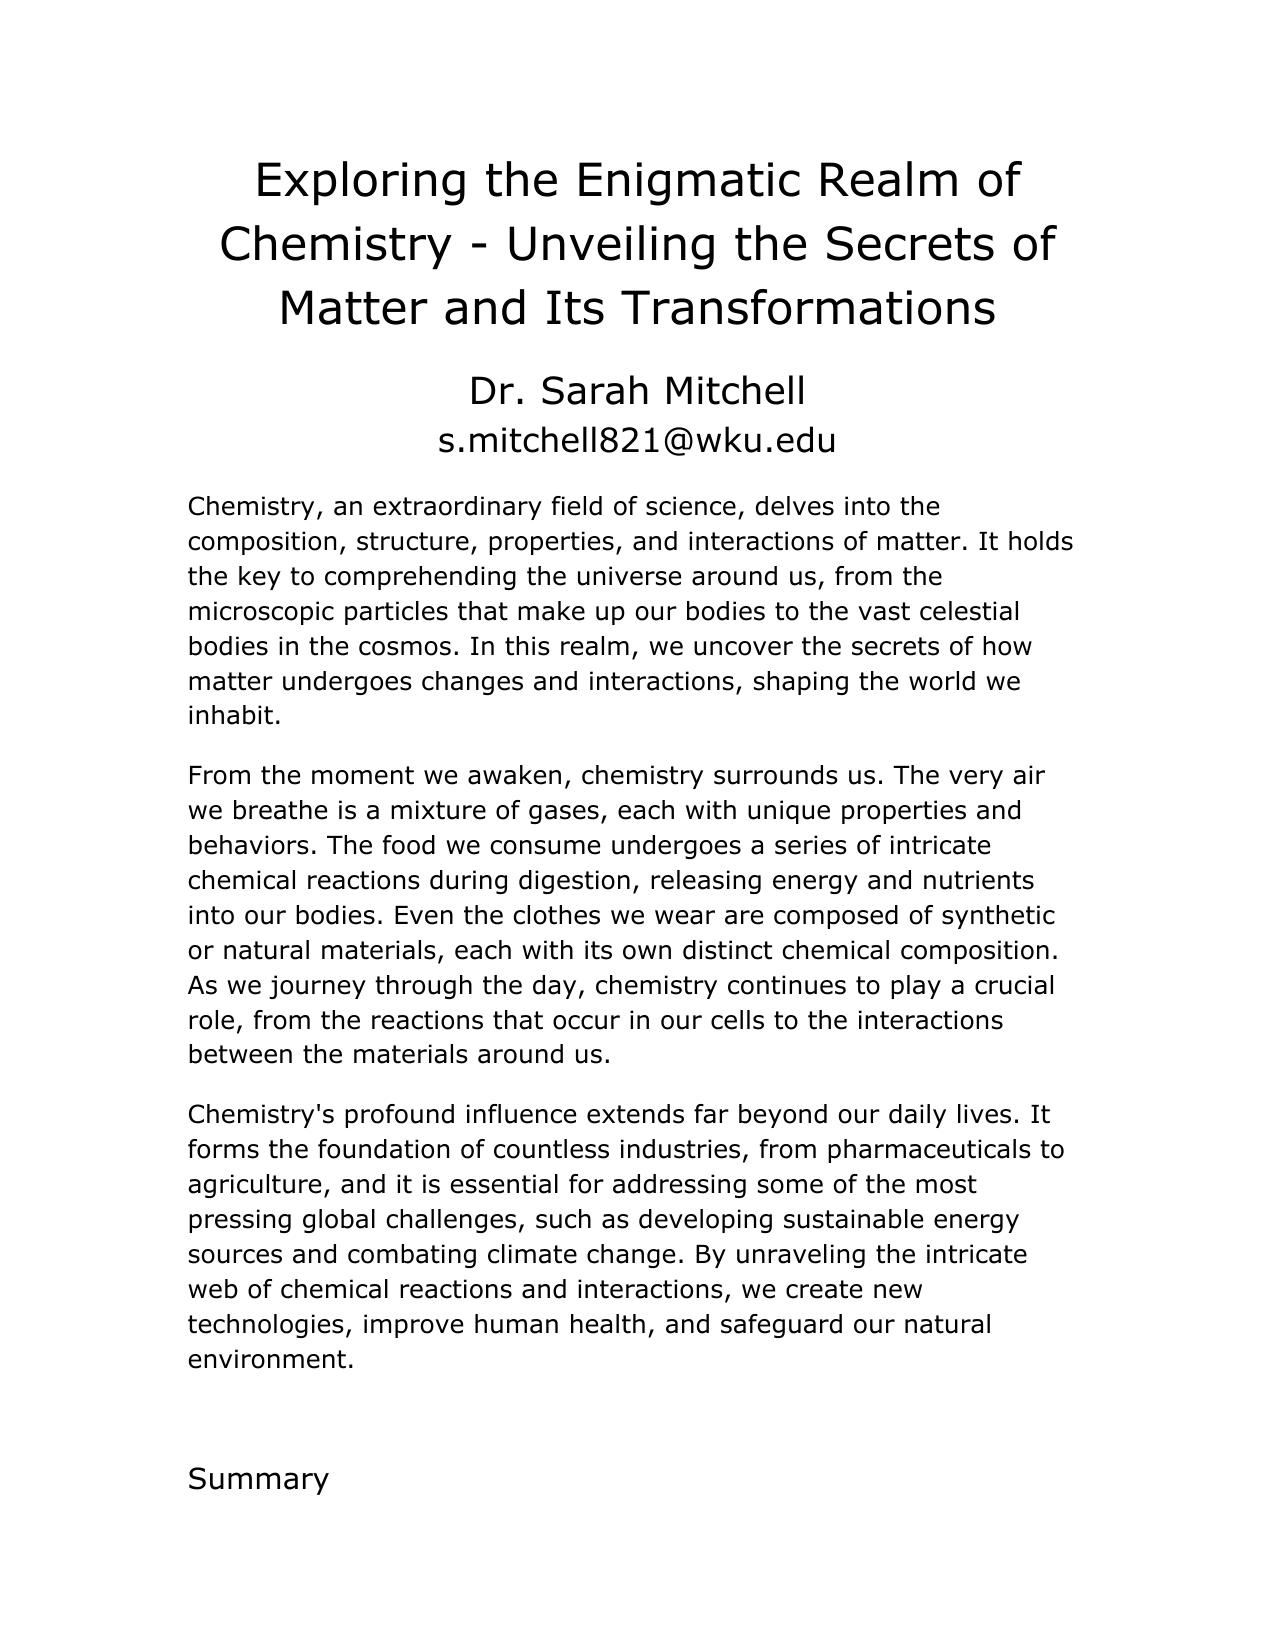 Exploring the Enigmatic Realm of
Chemistry - Unveiling the Secrets of
Matter and Its Transformations
Dr. Sarah Mitchell
s.mitchell821@wku.edu
Chemistry, an extraordinary field of science, delves into the
composition, structure, properties, and interactions of matter. It holds
the key to comprehending the universe around us, from the
microscopic particles that make up our bodies to the vast celestial
bodies in the cosmos. In this realm, we uncover the secrets of how
matter undergoes changes and interactions, shaping the world we
inhabit.
From the moment we awaken, chemistry surrounds us. The very air
we breathe is a mixture of gases, each with unique properties and
behaviors. The food we consume undergoes a series of intricate
chemical reactions during digestion, releasing energy and nutrients
into our bodies. Even the clothes we wear are composed of synthetic
or natural materials, each with its own distinct chemical composition.
As we journey through the day, chemistry continues to play a crucial
role, from the reactions that occur in our cells to the interactions
between the materials around us.
Chemistry's profound influence extends far beyond our daily lives. It
forms the foundation of countless industries, from pharmaceuticals to
agriculture, and it is essential for addressing some of the most
pressing global challenges, such as developing sustainable energy
sources and combating climate change. By unraveling the intricate
web of chemical reactions and interactions, we create new
technologies, improve human health, and safeguard our natural
environment.
Summary